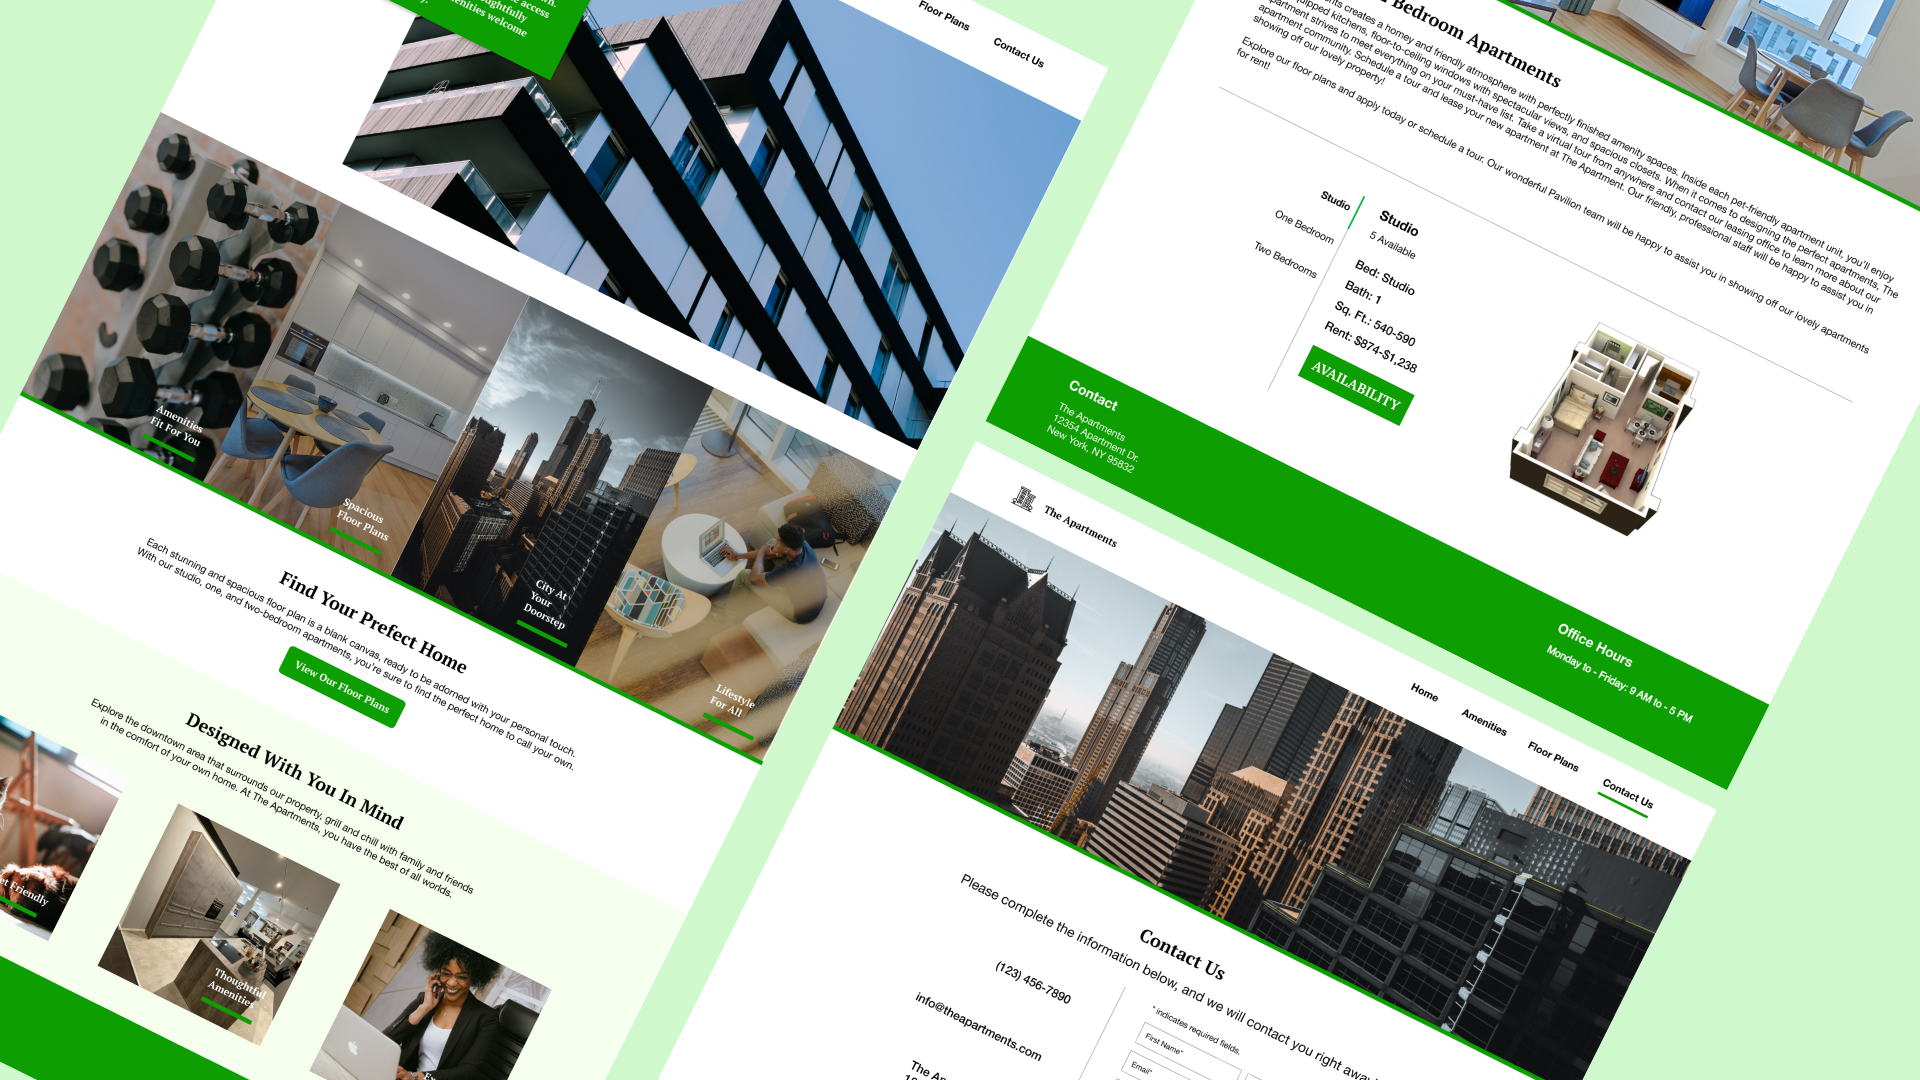 access
thoughtfully
amenities welcome
Floor Plans
Contact Us
Amenities
Fit For You
Spacious
Floor Plans
City At
Your
Doorstep
Lifestyle
For All
Find Your Prefect Home
Each stunning and spacious floor plan is a blank canvas, ready to be adorned with your personal touch.
With our studio, one, and two-bedroom apartments, you're sure to find the perfect home to call your own.
View Our Floor Plans
Designed With You In Mind
Explore the downtown area that surrounds our property, grill and chill with family and friends
in the comfort of your own home. At The Apartments, you have the best of all worlds.
Friendly
Thoughtful
Amenities
Bedroom Apartments
creates a homey and friendly atmosphere with perfectly finished amenity spaces. Inside each pet-friendly apartment unit, you'll enjoy
kitchens, floor-to-ceiling windows with spectacular views, and spacious closets. When it comes to designing the perfect apartments, The
strives to meet everything on your must-have list. Take a virtual tour from anywhere and contact our leasing office to learn more about our
apartment community. Schedule a tour and lease your new apartment at The Apartment. Our friendly, professional staff will be happy to assist you in
showing off our lovely property!
Explore our floor plans and apply today or schedule a tour. Our wonderful Pavilion team will be happy to assist you in showing off our lovely apartments
for rent!
Studio
One Bedroom
Two Bedrooms
Studio
5 Available
Bed: Studio
Bath: 1
Sq. Ft.: 540-590
Rent: $874-$1,238
AVAILABILITY
Contact
The Apartments
12354 Apartment Dr.
New York, NY 95832
Office Hours
Monday to - Friday: 9 AM to - 5 PM
The Apartments
Home
Amenities
Floor Plans
Contact Us
Contact Us
Please complete the information below, and we will contact you right away
(123) 456-7890
info@theapartments.com
The
* indicates required fields.
First Name*
Email*